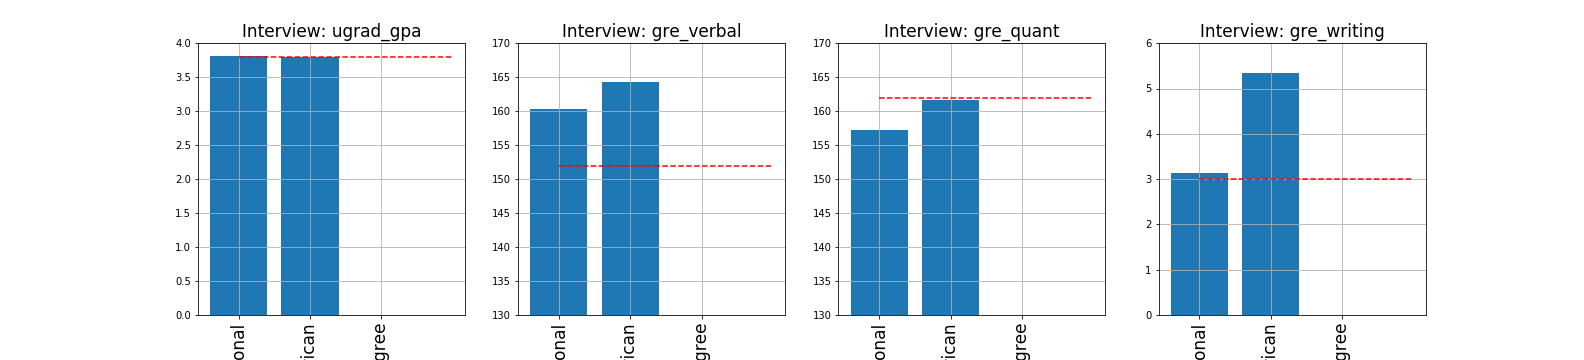 Interview: ugrad_gpa
4.0
3.5
3.0
2.5
2.0
1.5
1.0
0.5
0.0
onal
ican
gree
Interview: gre_verbal
170
165
160
155
150
145
140
135
130
onal
ican
gree
Interview: gre_quant
170
165
160
155
150
145
140
135
130
onal
ican
gree
Interview: gre_writing
6
5
4
3
2
1
0
onal
ican
gree